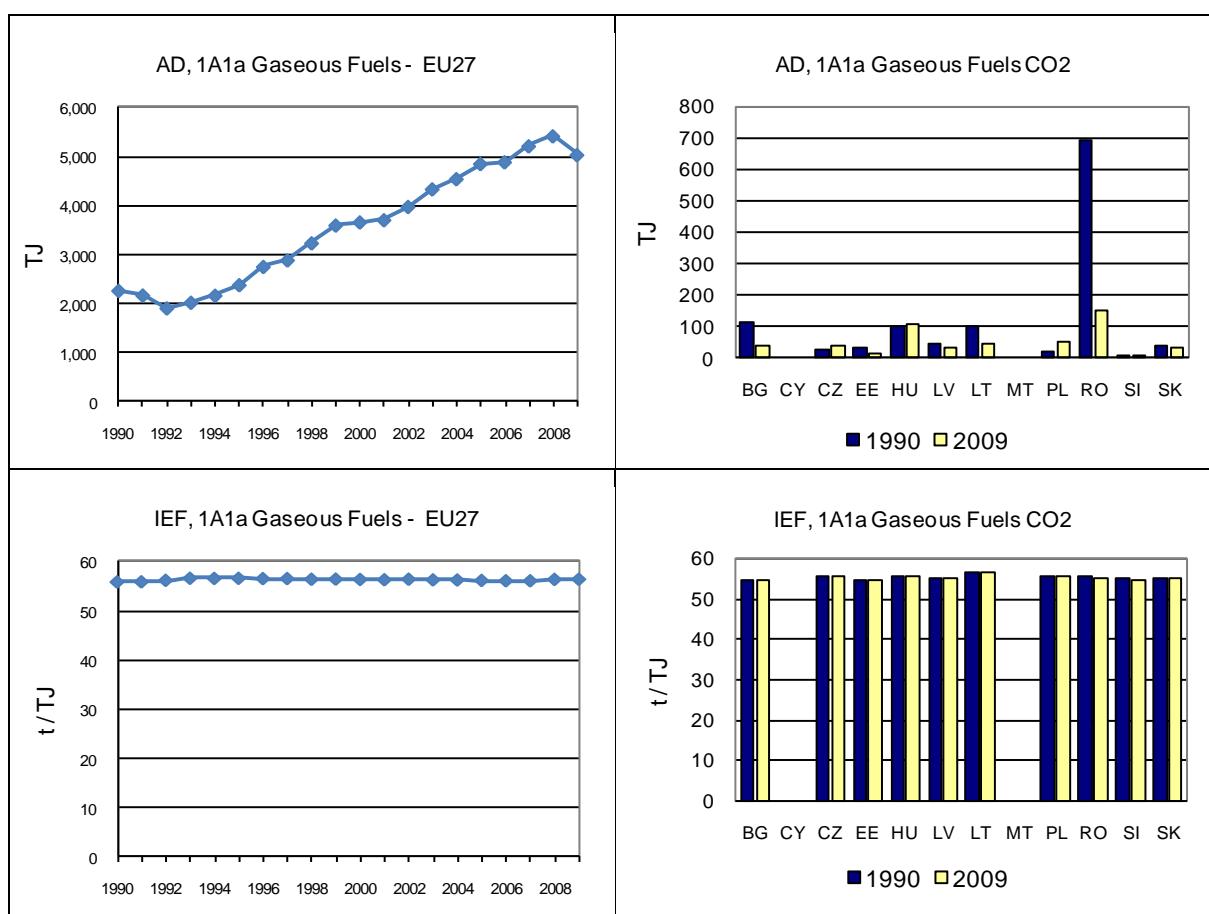 AD, 1A1a Gaseous Fuels - EU27
6,000
5,000
4,000
3,000
2,000
1,000
0
TJ
1990 1992 1994 1996 1998 2000 2002 2004 2006 2008
AD, 1A1a Gaseous Fuels CO2
800
700
600
500
400
300
200
100
0
TJ
BG CY CZ EE HU LV LT MT PL RO SI SK
1990 2009
IEF, 1A1a Gaseous Fuels - EU27
60
50
40
30
20
10
0
t / TJ
1990 1992 1994 1996 1998 2000 2002 2004 2006 2008
IEF, 1A1a Gaseous Fuels CO2
60
50
40
30
20
10
0
t / TJ
BG CY CZ EE HU LV LT MT PL RO SI SK
1990 2009